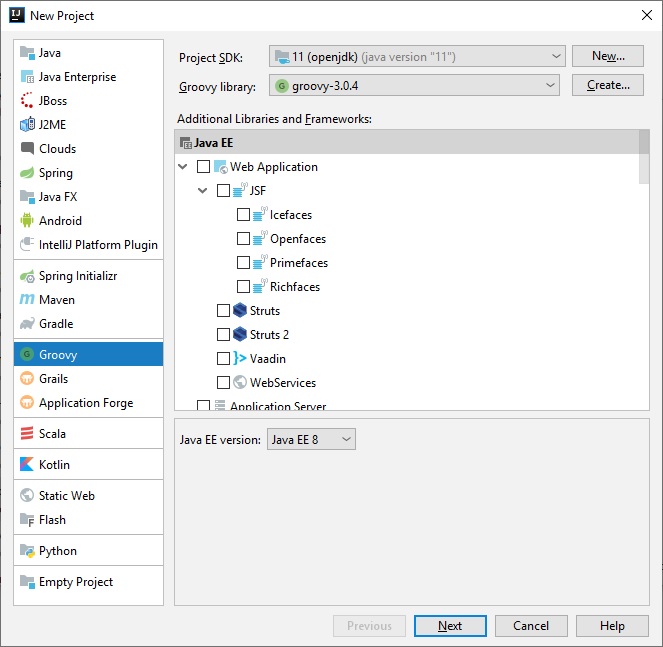 IJ
New Project
Java
Java Enterprise
JBoss
J2ME
Clouds
Spring
Java FX
Android
IntelliJ Platform Plugin
Spring Initializr
Maven
Gradle
Groovy
Grails
Application Forge
Scala
Kotlin
Static Web
Flash
Python
Empty Project
Project SDK: 11 (openjdk) (java version "11") New...
Groovy library: groovy-3.0.4 Create...
Additional Libraries and Frameworks:
Java EE
Web Application
JSF
Icefaces
Openfaces
Primefaces
Richfaces
Struts
Struts 2
Vaadin
WebServices
Application Server
Java EE version: Java EE 8
Previous Next Cancel Help